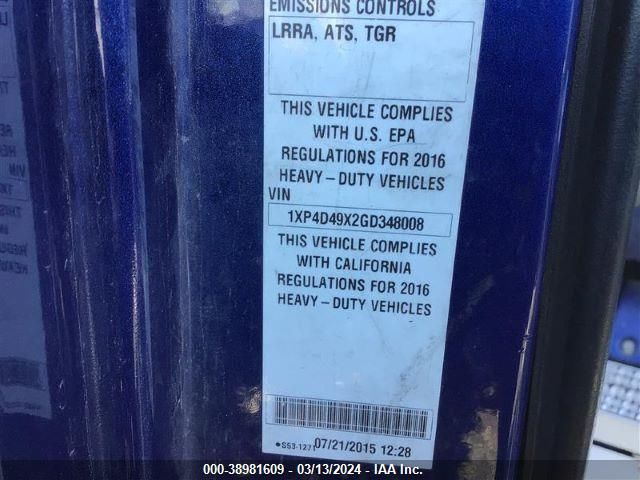 EMISSIONS CONTROLS
LRRA, ATS, TGR
THIS VEHICLE COMPLIES
WITH U.S. EPA
REGULATIONS FOR 2016
HEAVY – DUTY VEHICLES
VIN
1XP4D49X2GD348008
THIS VEHICLE COMPLIES
WITH CALIFORNIA
REGULATIONS FOR 2016
HEAVY – DUTY VEHICLES
●S53-1271 07/21/2015 12:28
000-38981609 - 03/13/2024 - IAA Inc.